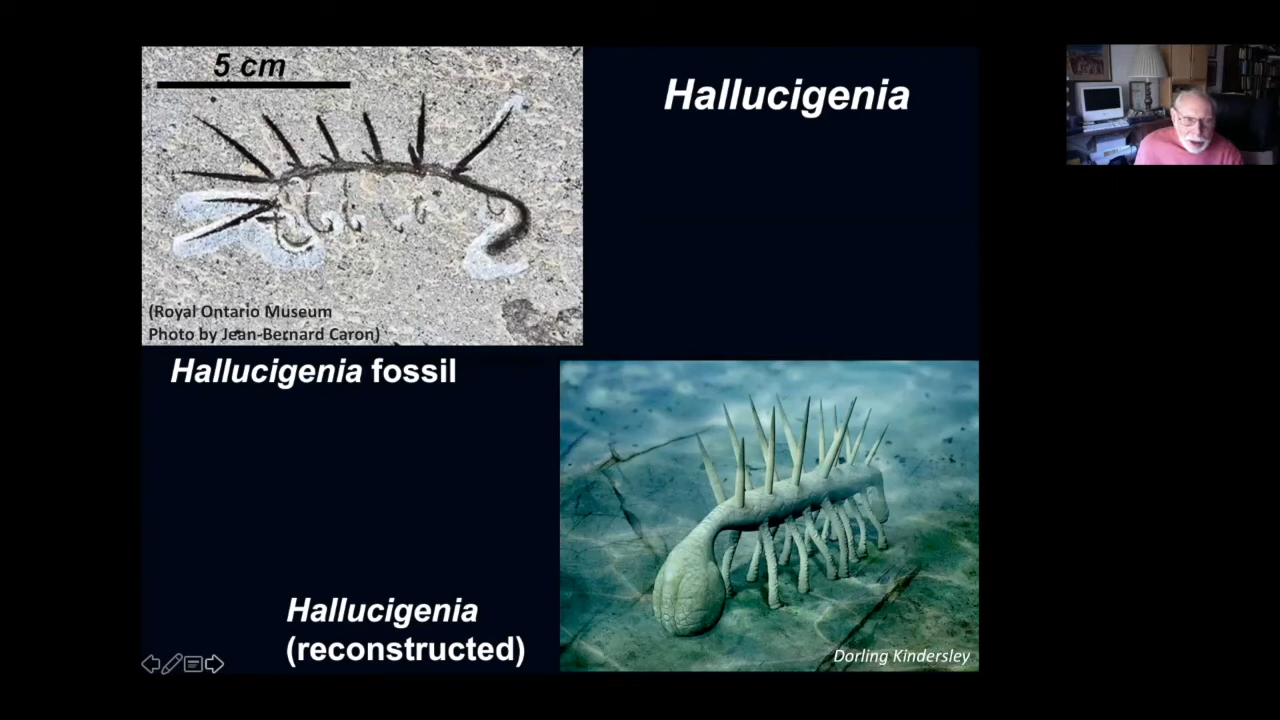 5 cm
Hallucigenia
(Royal Ontario Museum
Photo by Jean-Bernard Caron)
Hallucigenia fossil
Hallucigenia
(reconstructed)
Dorling Kindersley